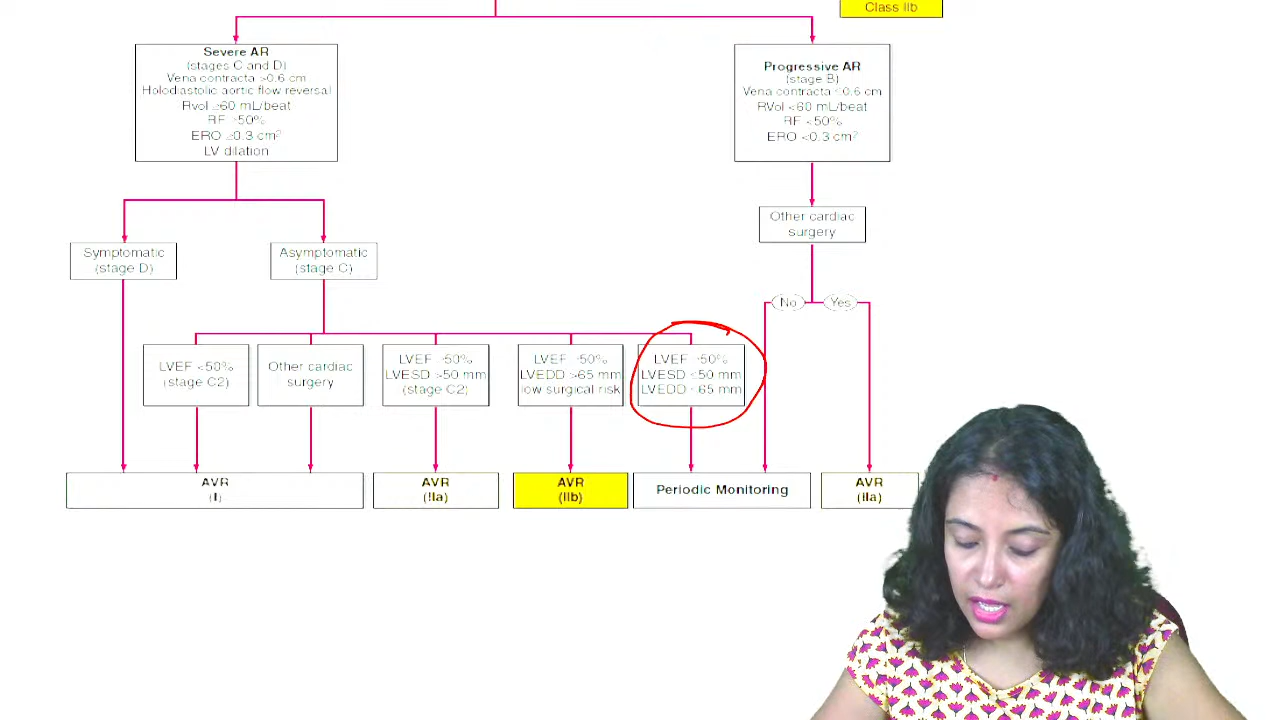 Class IIb
Severe AR
(stages C and D)
Vena contracta >0.6 cm
Holodiastolic aortic flow reversal
RVol ≥60 mL/beat
RF ≥50%
ERO ≥0.3 cm²
LV dilation
Progressive AR
(stage B)
Vena contracta ≤0.6 cm
RVol <60 mL/beat
RF <50%
ERO <0.3 cm²
Other cardiac
surgery
Symptomatic
(stage D)
Asymptomatic
(stage C)
No
Yes
LVEF <50%
(stage C2)
Other cardiac
surgery
LVEF ≥50%
LVESD >50 mm
(stage C2)
LVEF ≥50%
LVEDD >65 mm
low surgical risk
LVEF ≥50%
LVESD ≤50 mm
LVEDD ≤65 mm
AVR
(I)
AVR
(IIa)
AVR
(IIb)
Periodic Monitoring
AVR
(IIa)